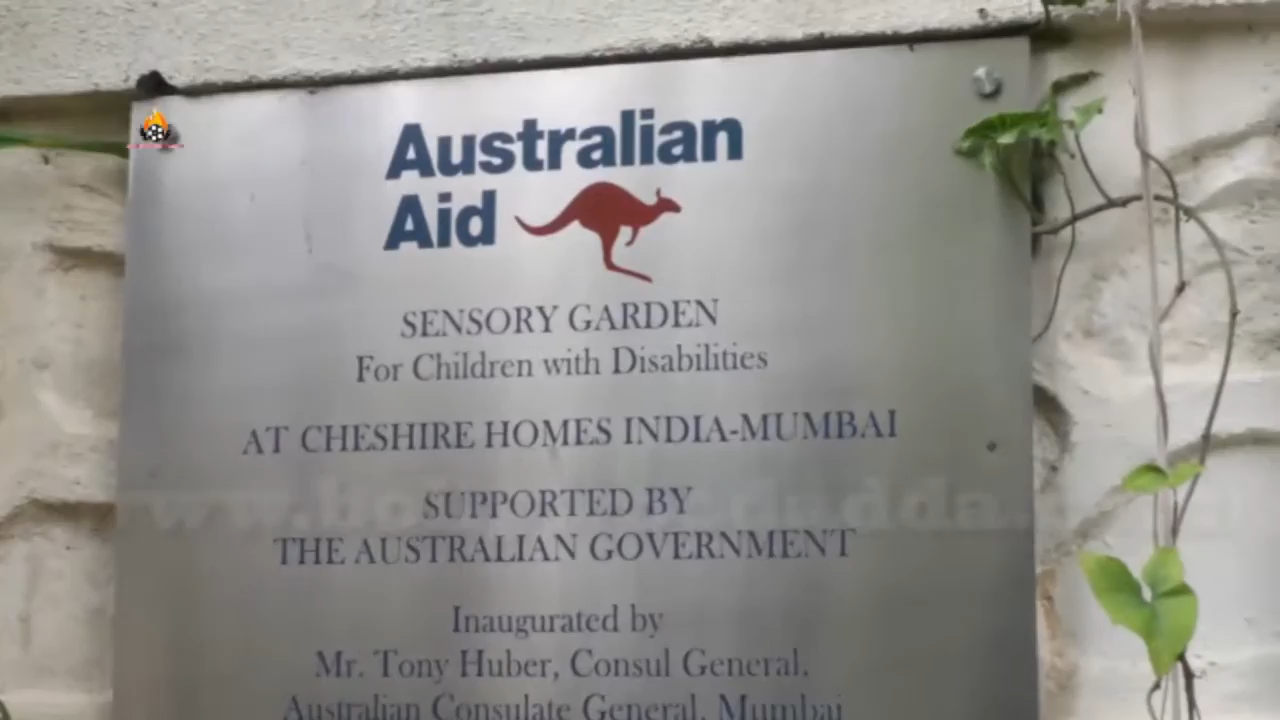 Australian
Aid
SENSORY GARDEN
For Children with Disabilities
AT CHESHIRE HOMES INDIA-MUMBAI
SUPPORTED BY
THE AUSTRALIAN GOVERNMENT
Inaugurated by
Mr. Tony Huber, Consul General,
Australian Consulate General, Mumbai